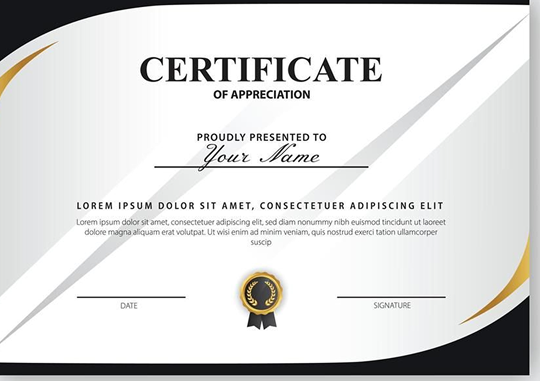 CERTIFICATE
OF APPRECIATION
PROUDLY PRESENTED TO
Your Name
LOREM IPSUM DOLOR SIT AMET, CONSECTETUER ADIPISCING ELIT
Lorem ipsum dolor sit amet, consectetuer adipiscing elit, sed diam nonummy nibh euismod tincidunt ut laoreet
dolore magna aliquam erat volutpat. Ut wisi enim ad minim veniam, quis nostrud exerci tation ullamcorper
suscip
DATE
SIGNATURE